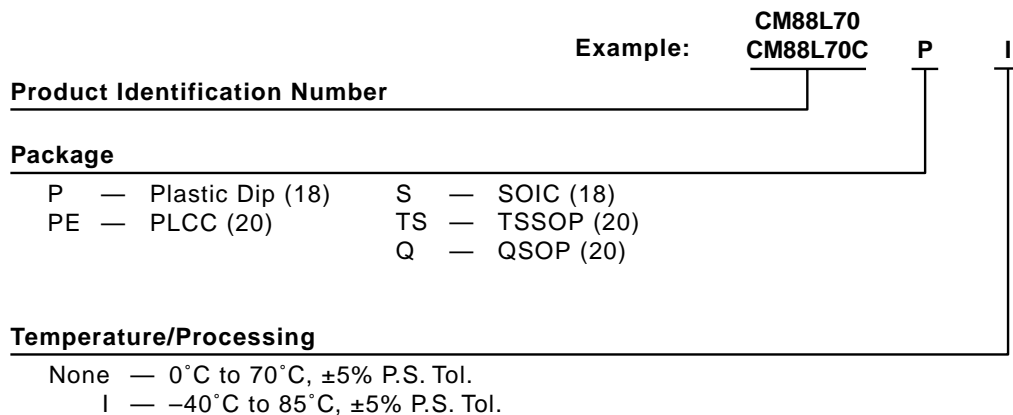 CM88L70
Example: CM88L70C P I
Product Identification Number
Package
P — Plastic Dip (18) S — SOIC (18)
PE — PLCC (20) TS — TSSOP (20)
Q — QSOP (20)
Temperature/Processing
None — 0˚C to 70˚C, ±5% P.S. Tol.
I — –40˚C to 85˚C, ±5% P.S. Tol.